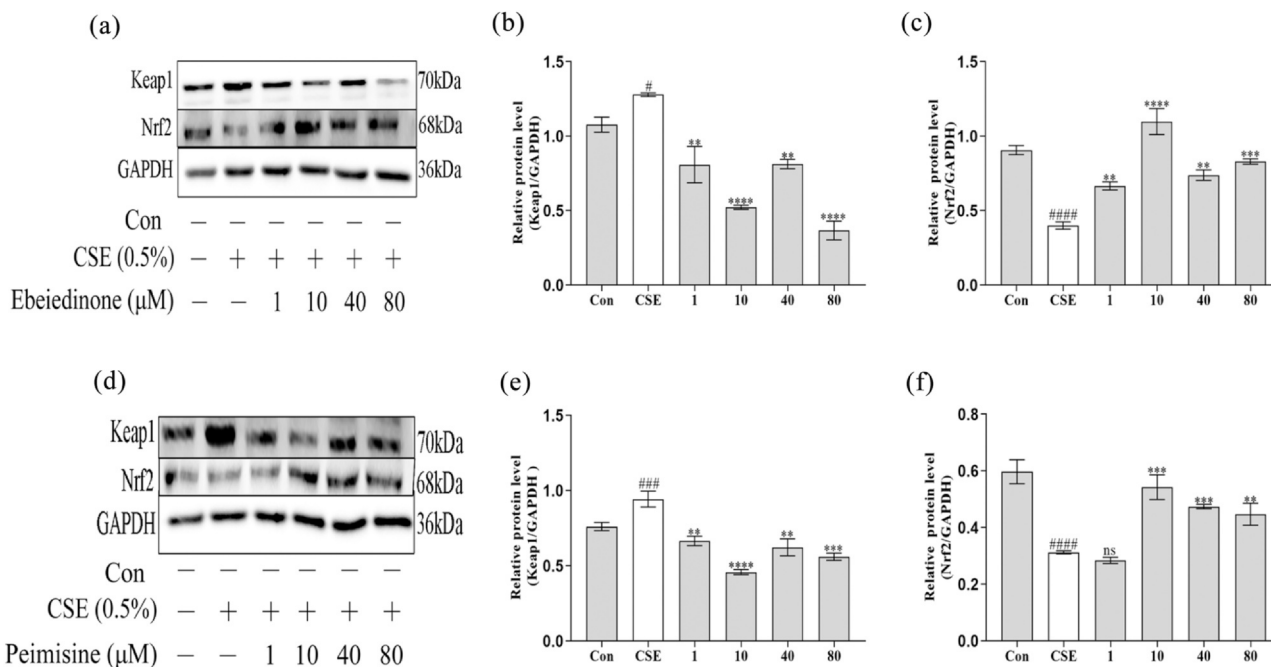 (a)
Keap1 70kDa
Nrf2 68kDa
GAPDH 36kDa
Con – – – – – –
CSE (0.5%) – + + + + +
Ebeiedinone (μM) – – 1 10 40 80
(b)
Relative protein level
(Keap1/GAPDH)
1.5
1.0
0.5
0.0
#
**
****
**
****
Con CSE 1 10 40 80
(c)
Relative protein level
(Nrf2/GAPDH)
1.5
1.0
0.5
0.0
####
**
****
**
***
Con CSE 1 10 40 80
(d)
Keap1 70kDa
Nrf2 68kDa
GAPDH 36kDa
Con – – – – – –
CSE (0.5%) – + + + + +
Peimisine (μM) – – 1 10 40 80
(e)
Relative protein level
(Keap1/GAPDH )
1.5
1.0
0.5
0.0
###
**
****
**
***
Con CSE 1 10 40 80
(f)
Relative protein level
(Nrf2/GAPDH)
0.8
0.6
0.4
0.2
0.0
####
ns
***
***
**
Con CSE 1 10 40 80